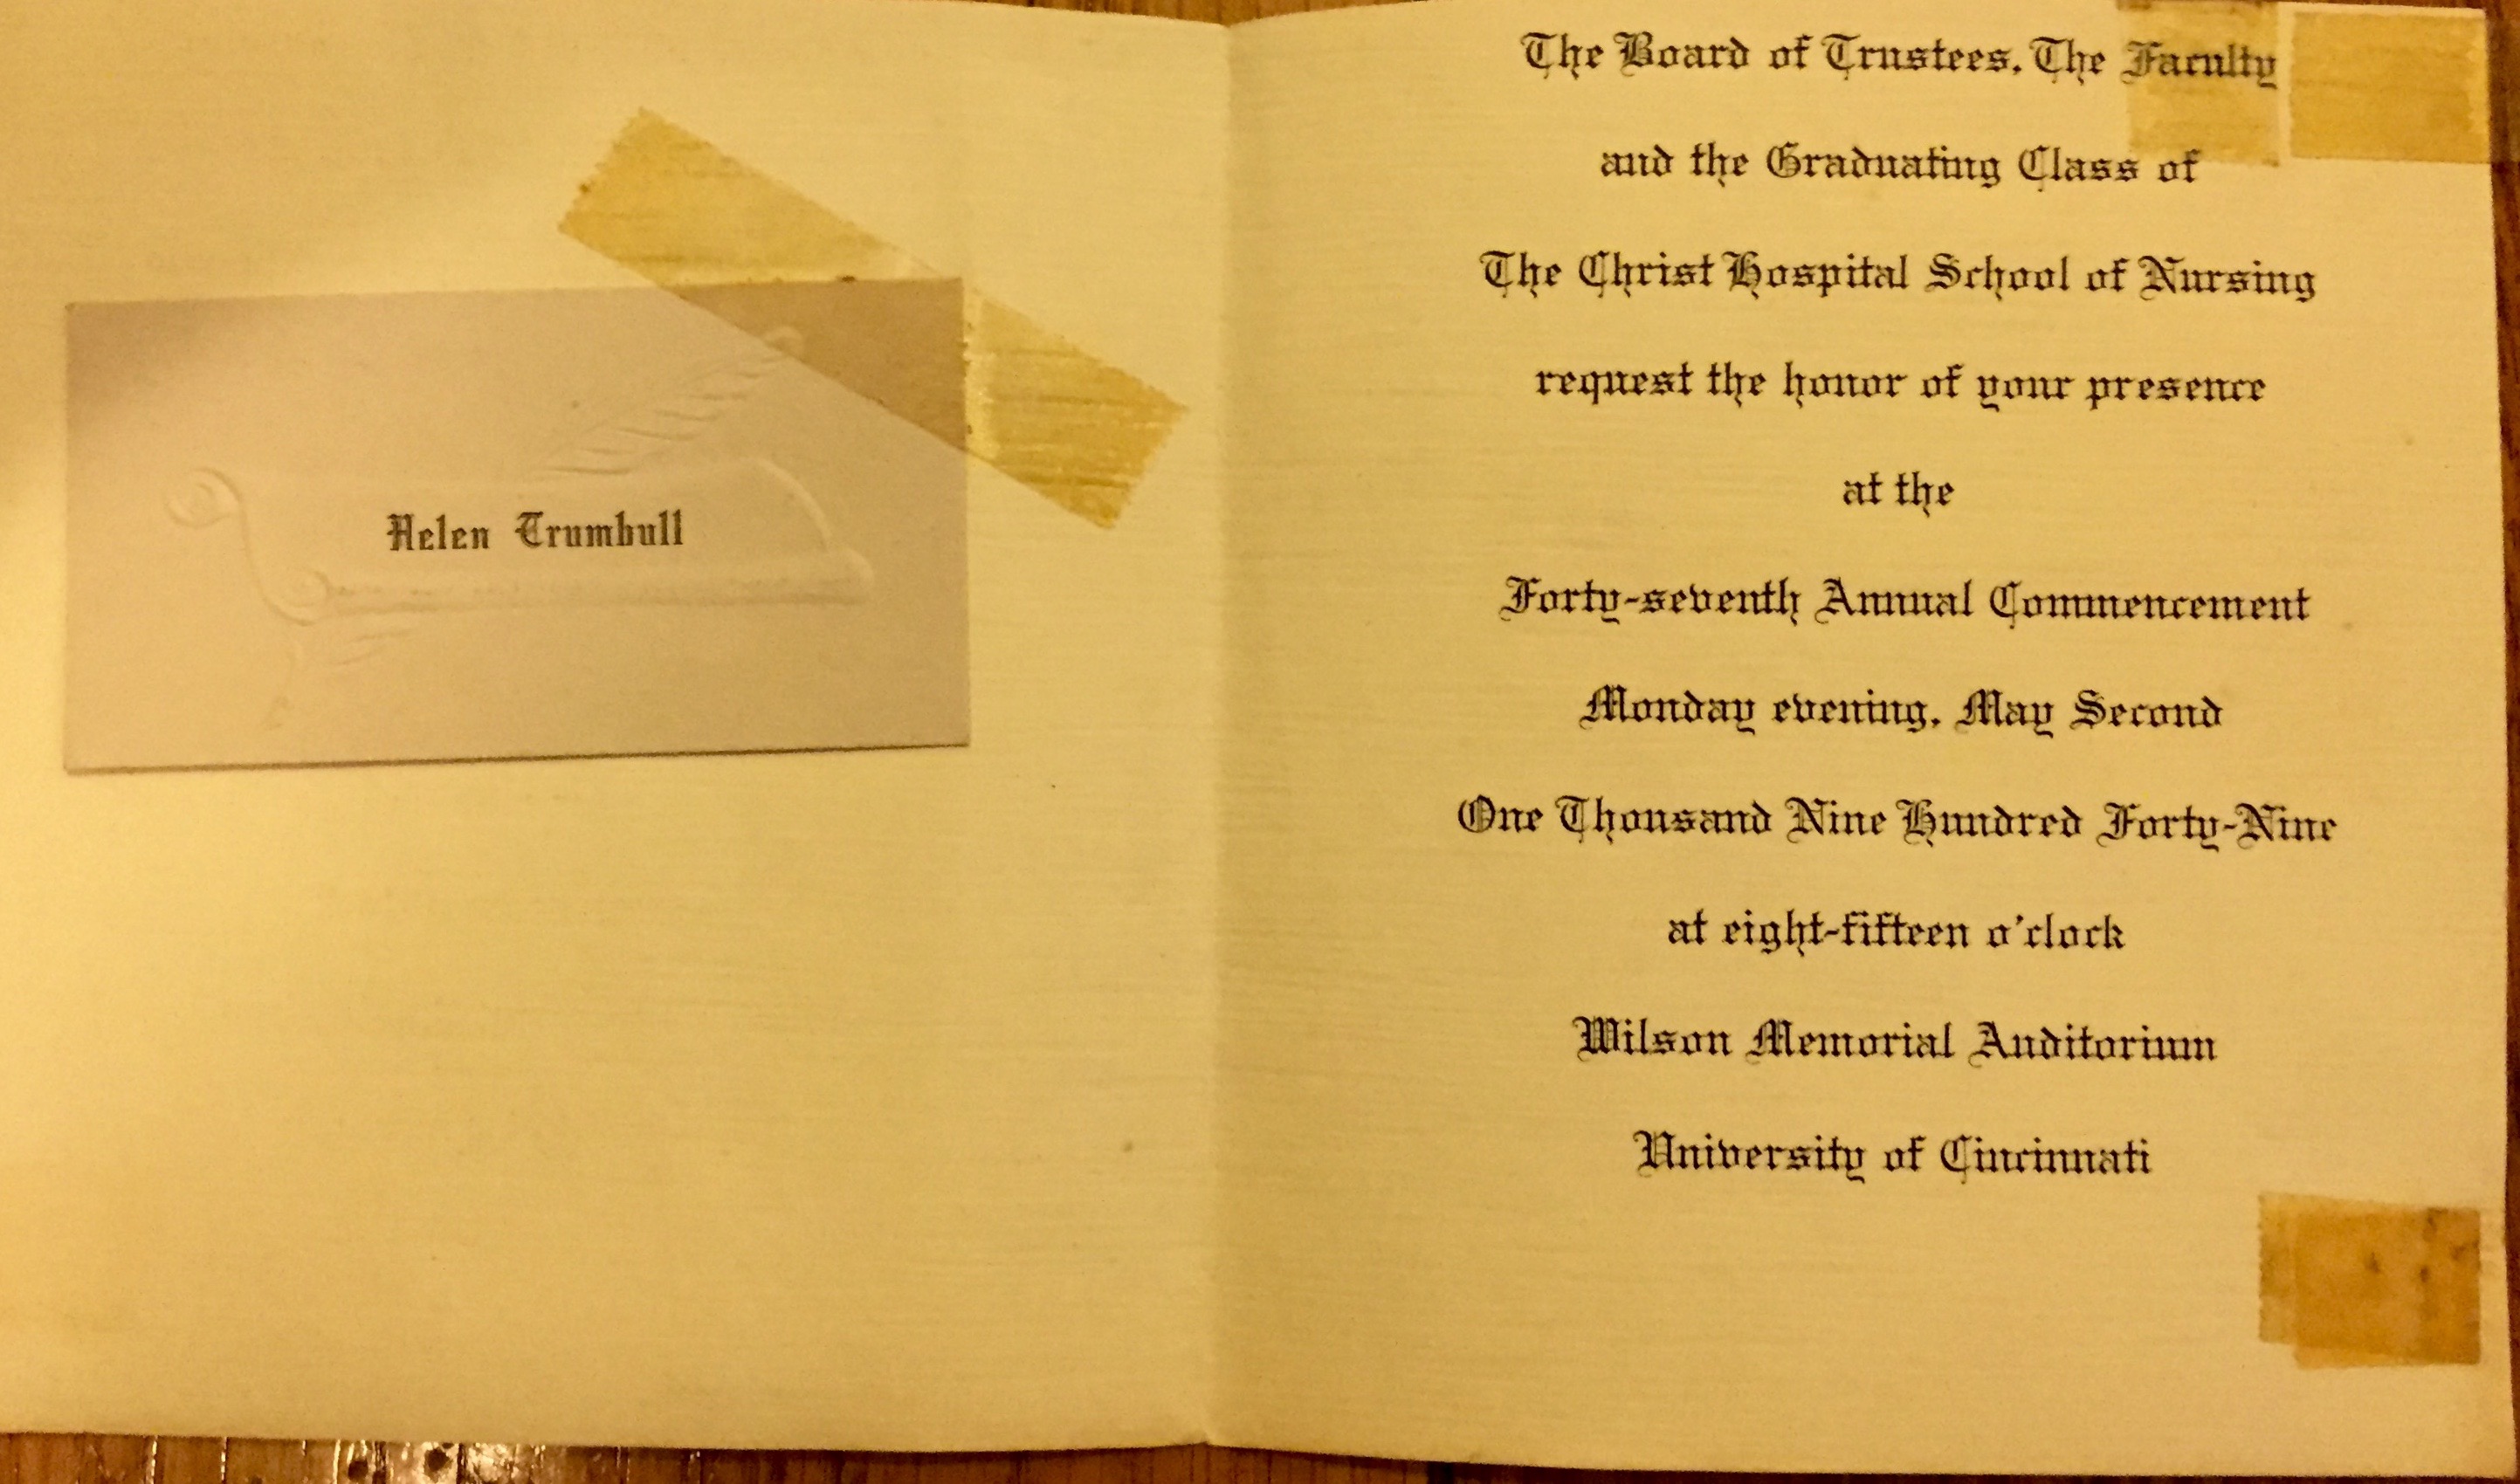 Helen Trumbull
The Board of Trustees, The Faculty
and the Graduating Class of
The Christ Hospital School of Nursing
request the honor of your presence
at the
Forty-seventh Annual Commencement
Monday evening, May Second
One Thousand Nine Hundred Forty-Nine
at eight-fifteen o'clock
Wilson Memorial Auditorium
University of Cincinnati